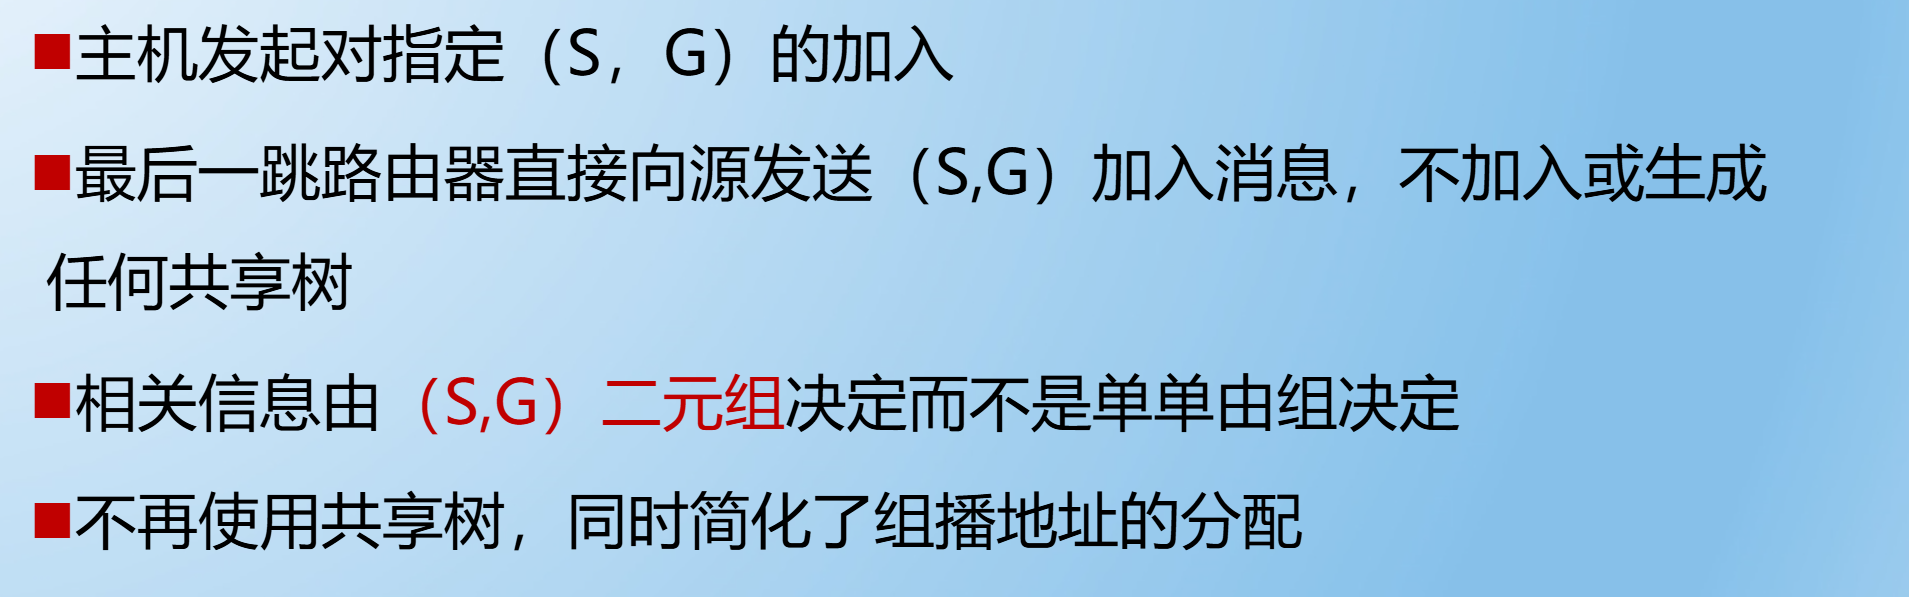 ■主机发起对指定（S，G）的加入
■最后一跳路由器直接向源发送（S,G）加入消息，不加入或生成
任何共享树
■相关信息由（S,G）二元组决定而不是单单由组决定
■不再使用共享树，同时简化了组播地址的分配